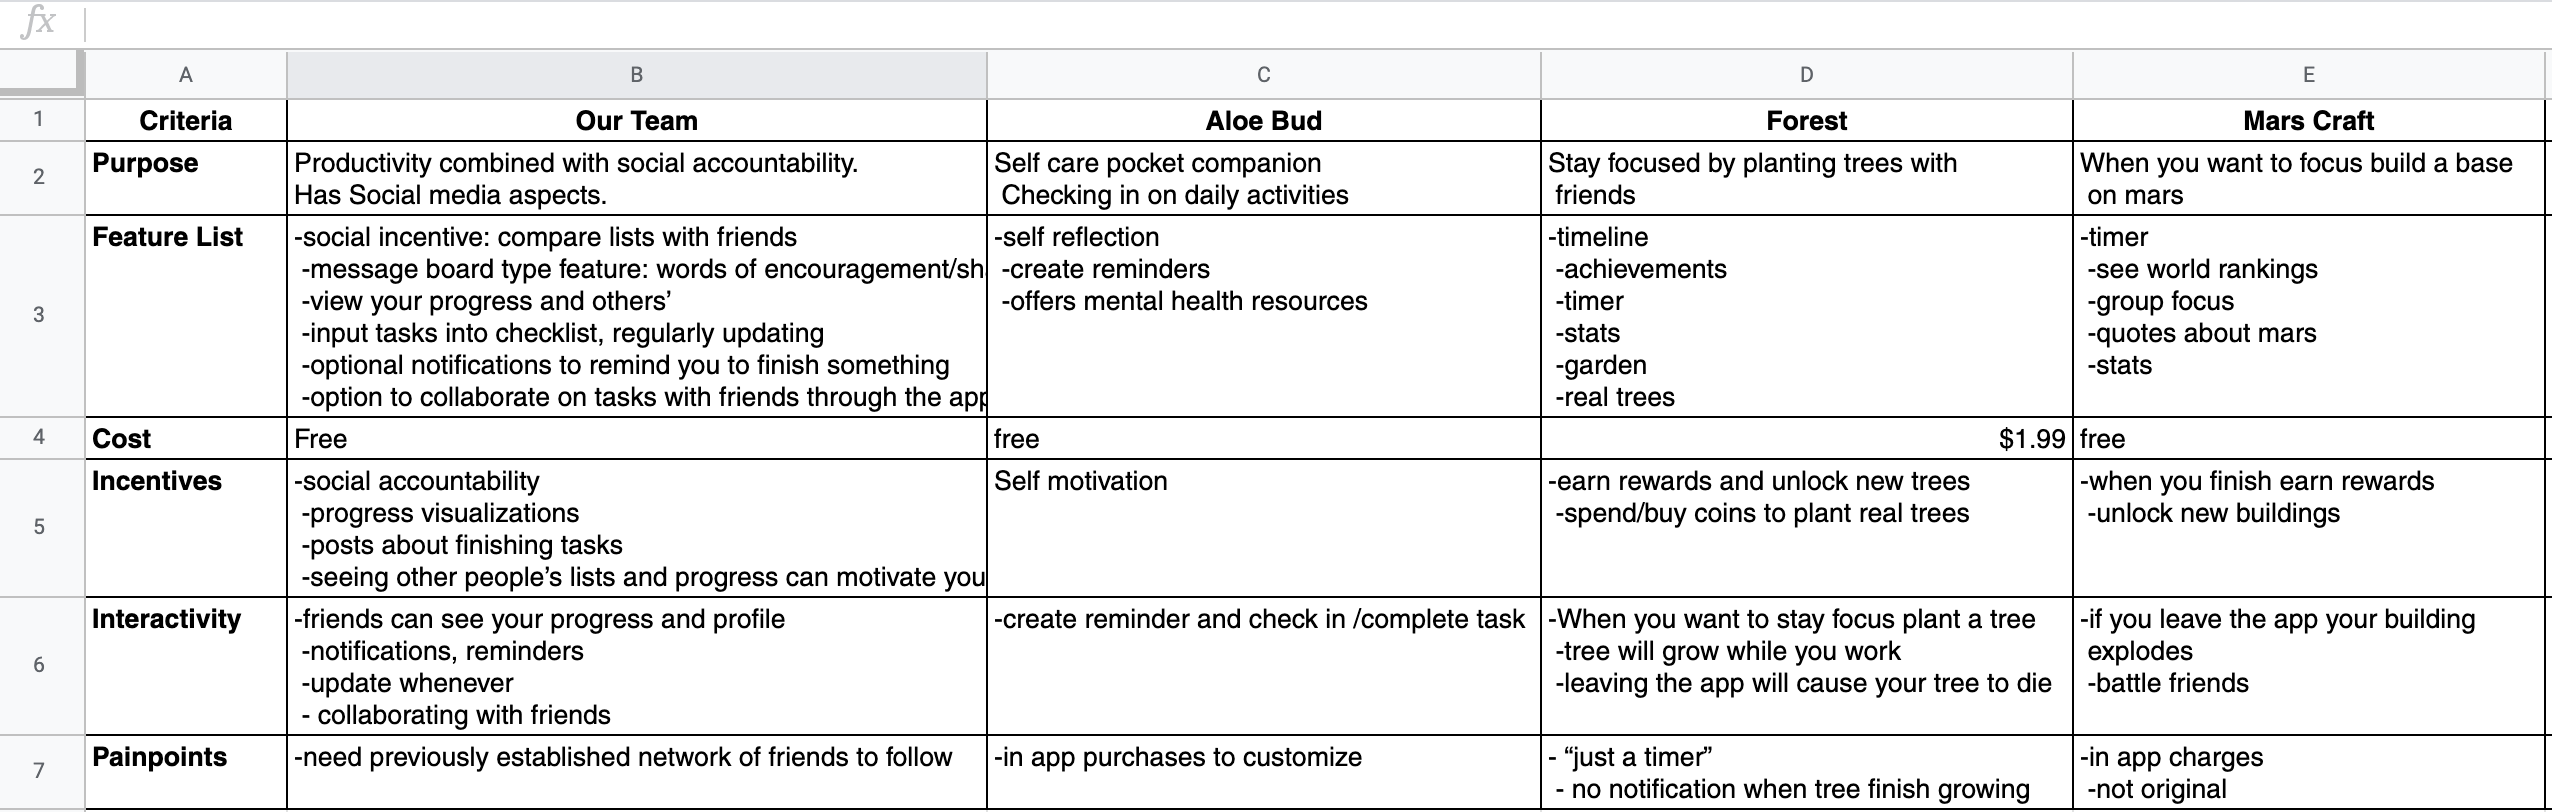 fx
A B C D E
1 Criteria Our Team Aloe Bud Forest Mars Craft
2 Purpose
Productivity combined with social accountability.
Has Social media aspects.
Self care pocket companion
Checking in on daily activities
Stay focused by planting trees with
friends
When you want to focus build a base
on mars
3 Feature List
-social incentive: compare lists with friends
-message board type feature: words of encouragement/sh
-view your progress and others’
-input tasks into checklist, regularly updating
-optional notifications to remind you to finish something
-option to collaborate on tasks with friends through the app
-self reflection
-create reminders
-offers mental health resources
-timeline
-achievements
-timer
-stats
-garden
-real trees
-timer
-see world rankings
-group focus
-quotes about mars
-stats
4 Cost Free free $1.99 free
5 Incentives
-social accountability
-progress visualizations
-posts about finishing tasks
-seeing other people’s lists and progress can motivate you
Self motivation
-earn rewards and unlock new trees
-spend/buy coins to plant real trees
-when you finish earn rewards
-unlock new buildings
6 Interactivity
-friends can see your progress and profile
-notifications, reminders
-update whenever
- collaborating with friends
-create reminder and check in /complete task
-When you want to stay focus plant a tree
-tree will grow while you work
-leaving the app will cause your tree to die
-if you leave the app your building
explodes
-battle friends
7 Painpoints
-need previously established network of friends to follow
-in app purchases to customize
- “just a timer”
- no notification when tree finish growing
-in app charges
-not original